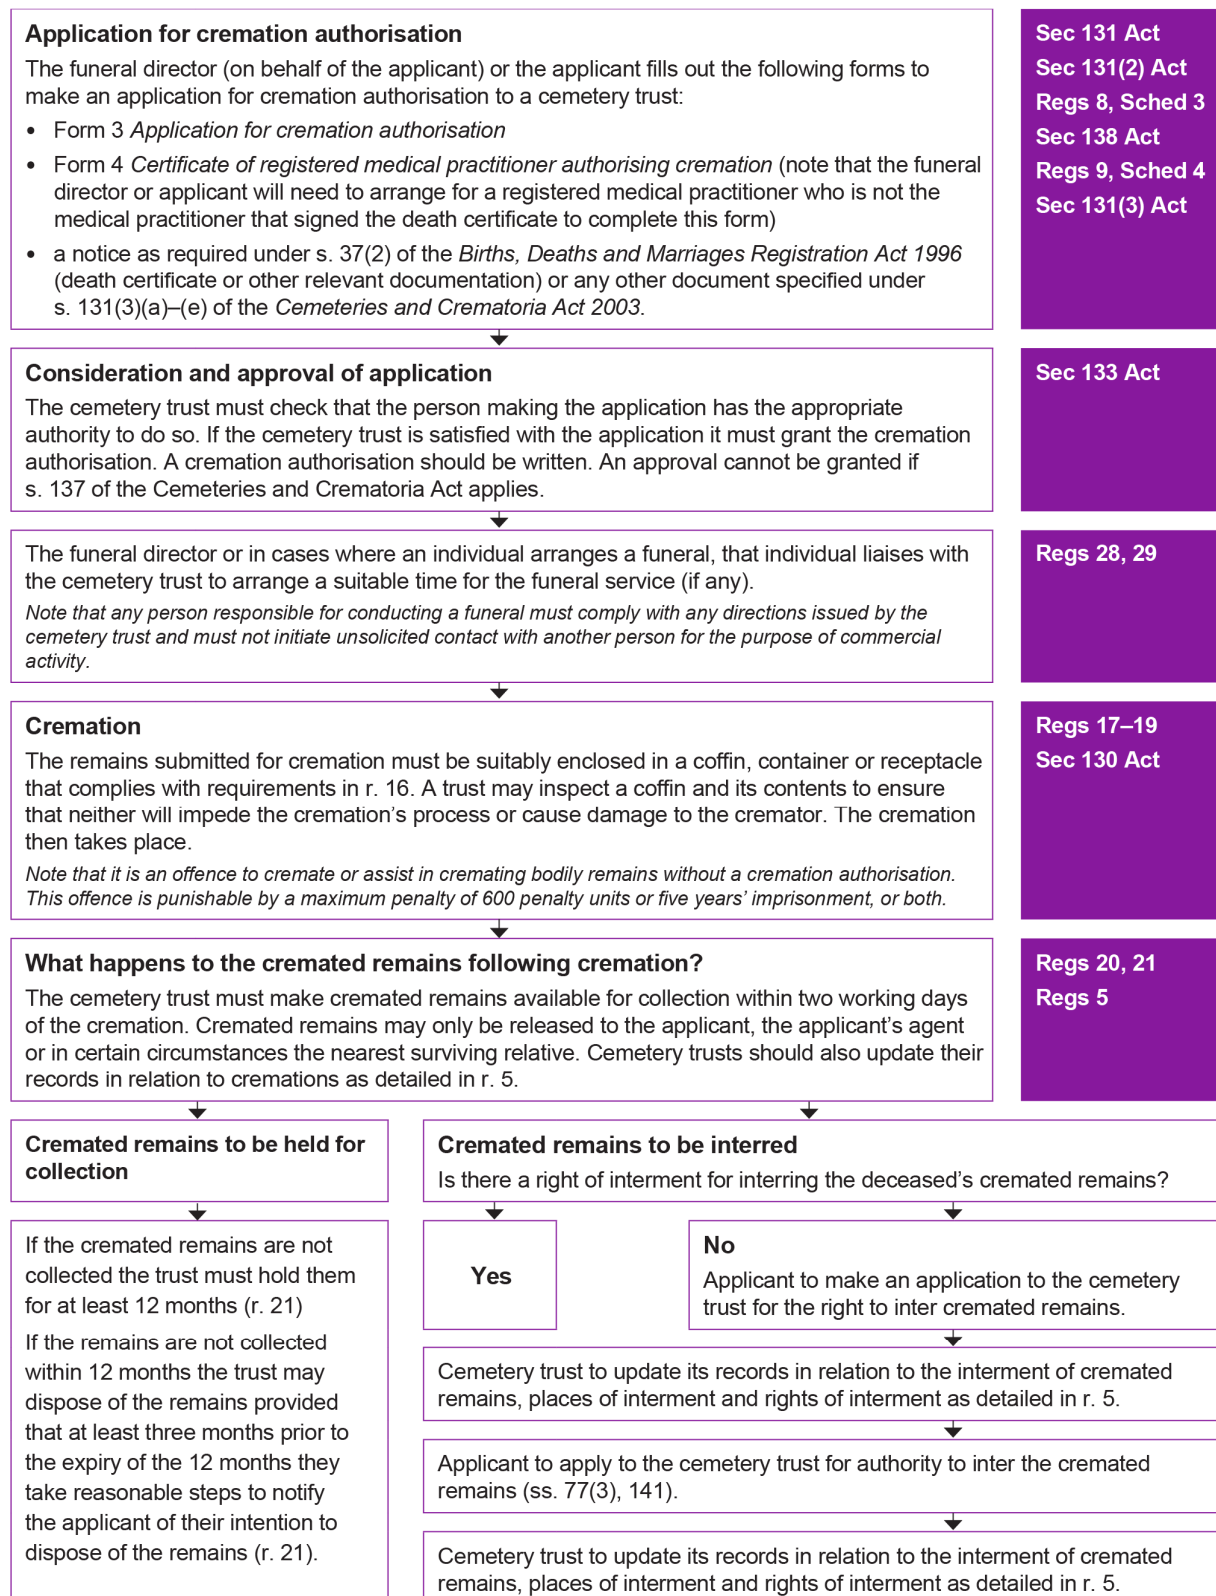 Application for cremation authorisation
The funeral director (on behalf of the applicant) or the applicant fills out the following forms to
make an application for cremation authorisation to a cemetery trust:
• Form 3 Application for cremation authorisation
• Form 4 Certificate of registered medical practitioner authorising cremation (note that the funeral
director or applicant will need to arrange for a registered medical practitioner who is not the
medical practitioner that signed the death certificate to complete this form)
• a notice as required under s. 37(2) of the Births, Deaths and Marriages Registration Act 1996
(death certificate or other relevant documentation) or any other document specified under
s. 131(3)(a)–(e) of the Cemeteries and Crematoria Act 2003.
Sec 131 Act
Sec 131(2) Act
Regs 8, Sched 3
Sec 138 Act
Regs 9, Sched 4
Sec 131(3) Act
Consideration and approval of application
The cemetery trust must check that the person making the application has the appropriate
authority to do so. If the cemetery trust is satisfied with the application it must grant the cremation
authorisation. A cremation authorisation should be written. An approval cannot be granted if
s. 137 of the Cemeteries and Crematoria Act applies.
Sec 133 Act
The funeral director or in cases where an individual arranges a funeral, that individual liaises with
the cemetery trust to arrange a suitable time for the funeral service (if any).
Note that any person responsible for conducting a funeral must comply with any directions issued by the
cemetery trust and must not initiate unsolicited contact with another person for the purpose of commercial
activity.
Regs 28, 29
Cremation
The remains submitted for cremation must be suitably enclosed in a coffin, container or receptacle
that complies with requirements in r. 16. A trust may inspect a coffin and its contents to ensure
that neither will impede the cremation’s process or cause damage to the cremator. The cremation
then takes place.
Note that it is an offence to cremate or assist in cremating bodily remains without a cremation authorisation.
This offence is punishable by a maximum penalty of 600 penalty units or five years’ imprisonment, or both.
Regs 17–19
Sec 130 Act
What happens to the cremated remains following cremation?
The cemetery trust must make cremated remains available for collection within two working days
of the cremation. Cremated remains may only be released to the applicant, the applicant’s agent
or in certain circumstances the nearest surviving relative. Cemetery trusts should also update their
records in relation to cremations as detailed in r. 5.
Regs 20, 21
Regs 5
Cremated remains to be held for
collection
If the cremated remains are not
collected the trust must hold them
for at least 12 months (r. 21)
If the remains are not collected
within 12 months the trust may
dispose of the remains provided
that at least three months prior to
the expiry of the 12 months they
take reasonable steps to notify
the applicant of their intention to
dispose of the remains (r. 21).
Cremated remains to be interred
Is there a right of interment for interring the deceased’s cremated remains?
Yes
No
Applicant to make an application to the cemetery
trust for the right to inter cremated remains.
Cemetery trust to update its records in relation to the interment of cremated
remains, places of interment and rights of interment as detailed in r. 5.
Applicant to apply to the cemetery trust for authority to inter the cremated
remains (ss. 77(3), 141).
Cemetery trust to update its records in relation to the interment of cremated
remains, places of interment and rights of interment as detailed in r. 5.